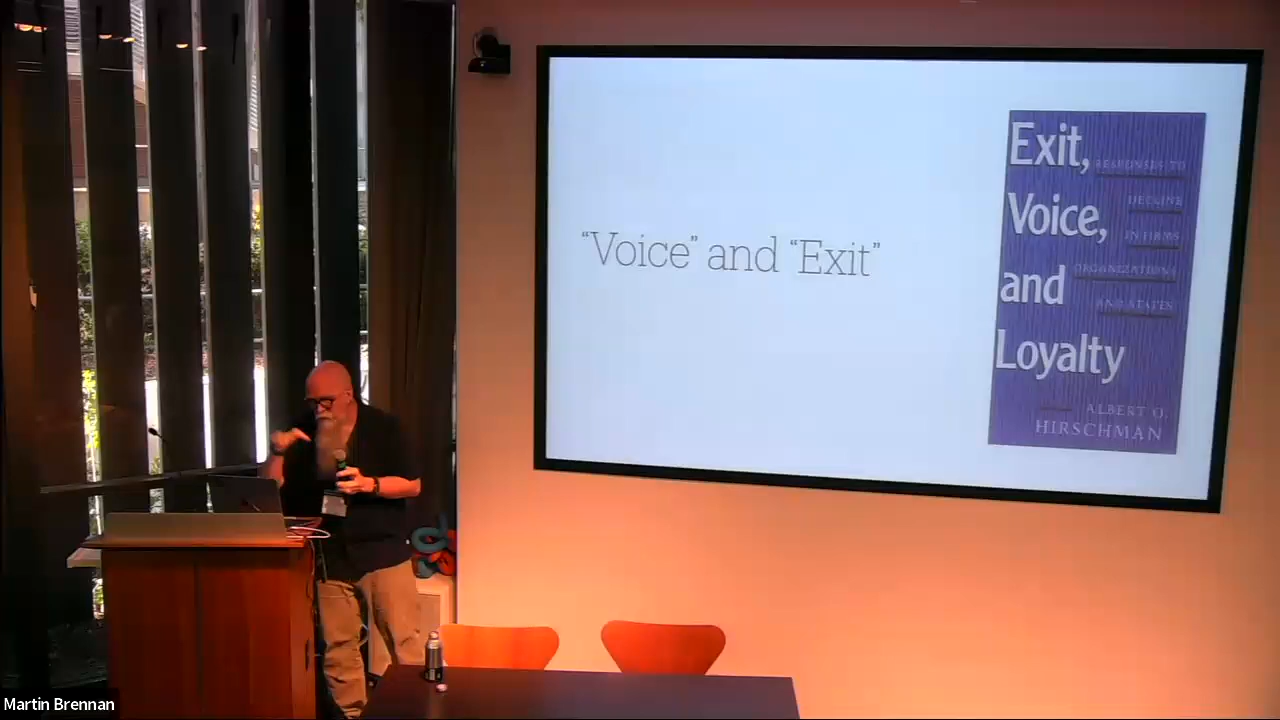 “Voice” and “Exit”
Exit,
RESPONSES TO
DECLINE
Voice,
IN FIRMS
ORGANIZATIONS
and
AND STATES
Loyalty
ALBERT O.
HIRSCHMAN
Martin Brennan